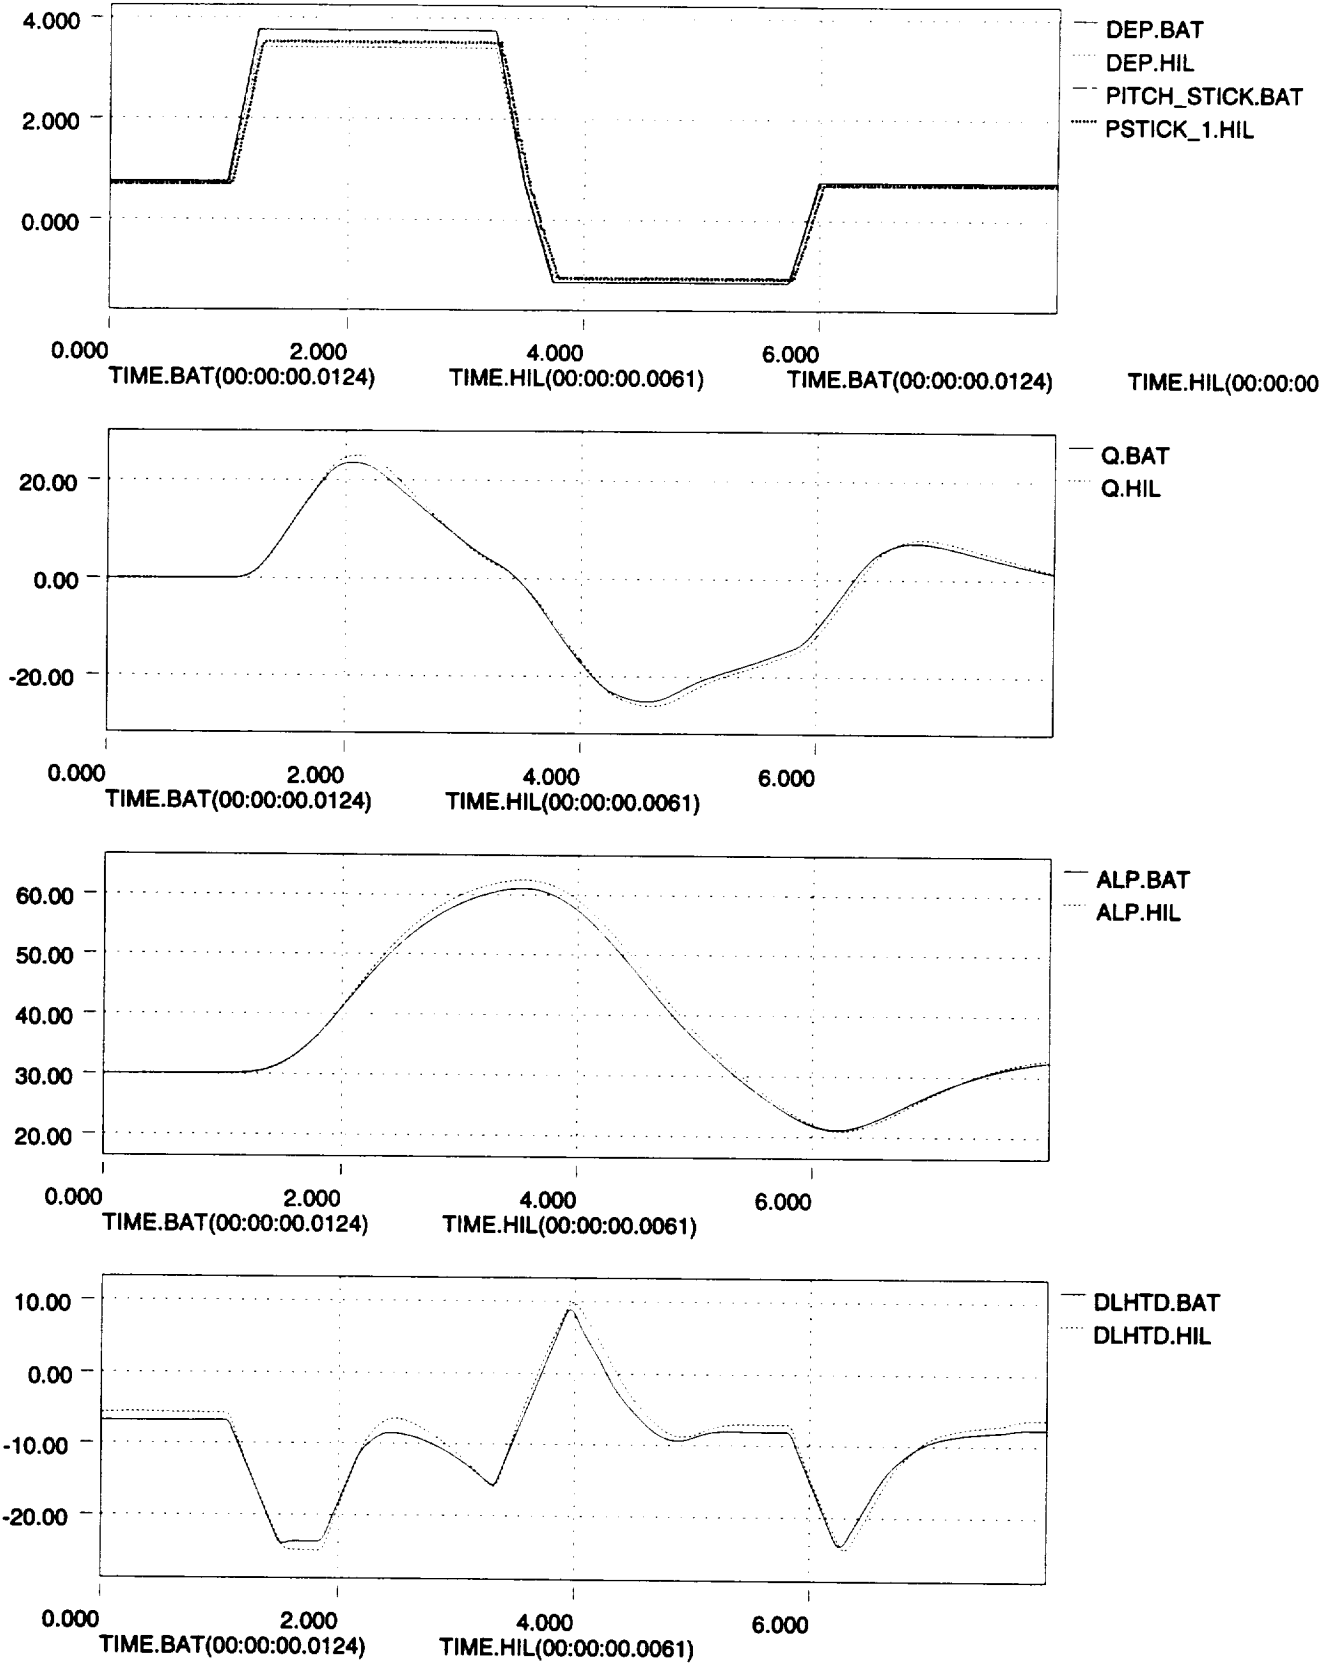 4.000
2.000
0.000
DEP.BAT
DEP.HIL
PITCH_STICK.BAT
PSTICK_1.HIL
0.000 2.000 4.000 6.000
TIME.BAT(00:00:00.0124) TIME.HIL(00:00:00.0061) TIME.BAT(00:00:00.0124) TIME.HIL(00:00:00
20.00
0.00
-20.00
Q.BAT
Q.HIL
0.000 2.000 4.000 6.000
TIME.BAT(00:00:00.0124) TIME.HIL(00:00:00.0061)
60.00
50.00
40.00
30.00
20.00
ALP.BAT
ALP.HIL
0.000 2.000 4.000 6.000
TIME.BAT(00:00:00.0124) TIME.HIL(00:00:00.0061)
10.00
0.00
-10.00
-20.00
DLHTD.BAT
DLHTD.HIL
0.000 2.000 4.000 6.000
TIME.BAT(00:00:00.0124) TIME.HIL(00:00:00.0061)